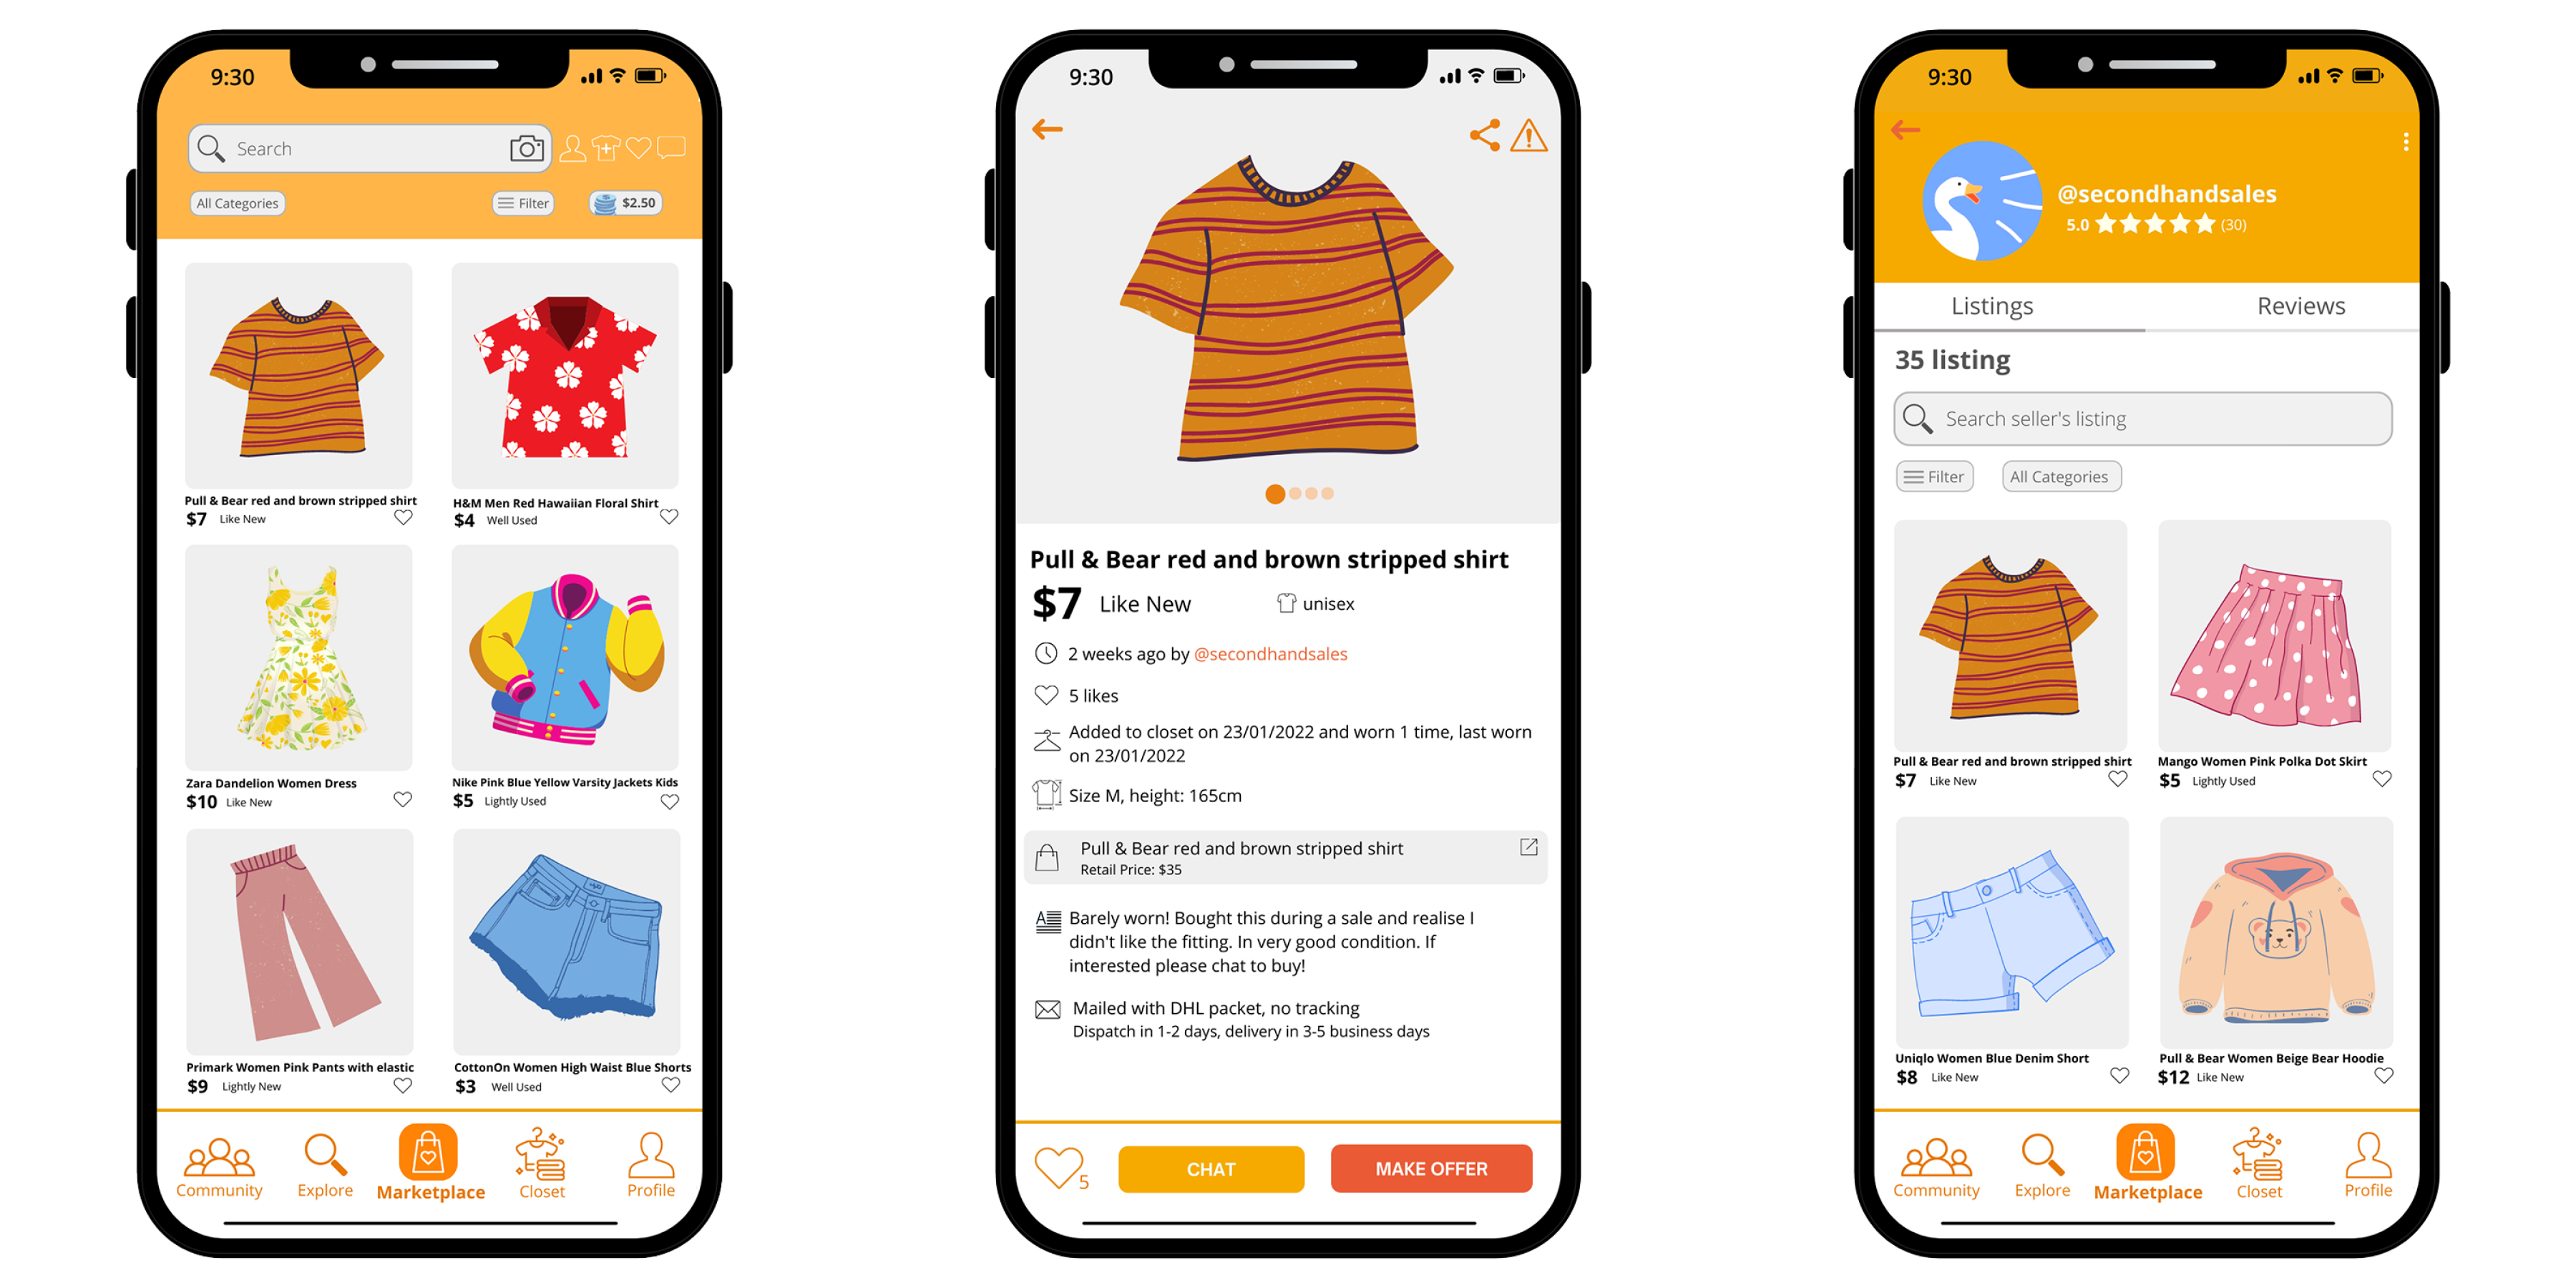 9:30
Search
All Categories
Filter
$2.50
Pull & Bear red and brown stripped shirt
$7 Like New
H&M Men Red Hawaiian Floral Shirt
$4 Well Used
Zara Dandelion Women Dress
$10 Like New
Nike Pink Blue Yellow Varsity Jackets Kids
$5 Lightly Used
Primark Women Pink Pants with elastic
$9 Lightly New
CottonOn Women High Waist Blue Shorts
$3 Well Used
Community
Explore
Marketplace
Closet
Profile
9:30
Pull & Bear red and brown stripped shirt
$7 Like New unisex
2 weeks ago by @secondhandsales
5 likes
Added to closet on 23/01/2022 and worn 1 time, last worn
on 23/01/2022
Size M, height: 165cm
Pull & Bear red and brown stripped shirt
Retail Price: $35
Barely worn! Bought this during a sale and realise I
didn't like the fitting. In very good condition. If
interested please chat to buy!
Mailed with DHL packet, no tracking
Dispatch in 1-2 days, delivery in 3-5 business days
5
CHAT
MAKE OFFER
9:30
@secondhandsales
5.0 (30)
Listings
Reviews
35 listing
Search seller's listing
Filter
All Categories
Pull & Bear red and brown stripped shirt
$7 Like New
Mango Women Pink Polka Dot Skirt
$5 Lightly Used
Uniqlo Women Blue Denim Short
$8 Like New
Pull & Bear Women Beige Bear Hoodie
$12 Like New
Community
Explore
Marketplace
Closet
Profile